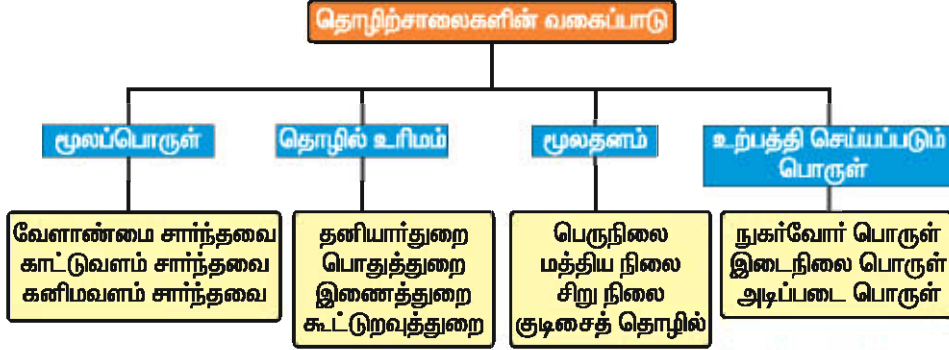 தொழிற்சாலைகளின் வகைப்பாடு
மூலப்பொருள்
தொழில் உரிமம்
மூலதனம்
உற்பத்தி செய்யப்படும்
பொருள்
வேளாண்மை சார்ந்தவை
காட்டுவளம் சார்ந்தவை
கனிமவளம் சார்ந்தவை
தனியார்துறை
பொதுத்துறை
இணைத்துறை
கூட்டுறவுத்துறை
பெருநிலை
மத்திய நிலை
சிறு நிலை
குடிசைத் தொழில்
நுகர்வோர் பொருள்
இடைநிலை பொருள்
அடிப்படை பொருள்